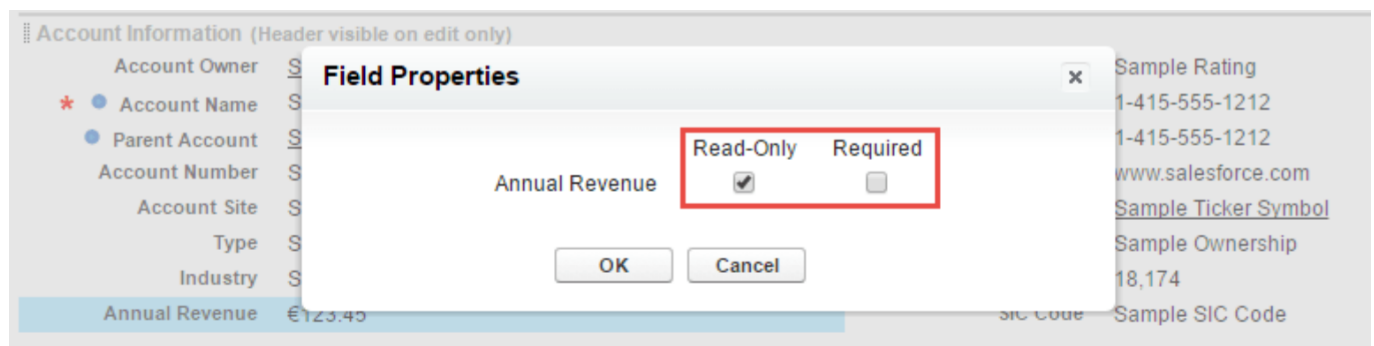 Account Information (Header visible on edit only)
Account Owner S Sample Rating
Field Properties ×
* Account Name S 1-415-555-1212
Parent Account S 1-415-555-1212
Read-Only Required
Account Number S www.salesforce.com
Annual Revenue
Account Site S Sample Ticker Symbol
Type S Sample Ownership
OK Cancel
Industry S 18,174
Annual Revenue €123.45 SIC Code Sample SIC Code